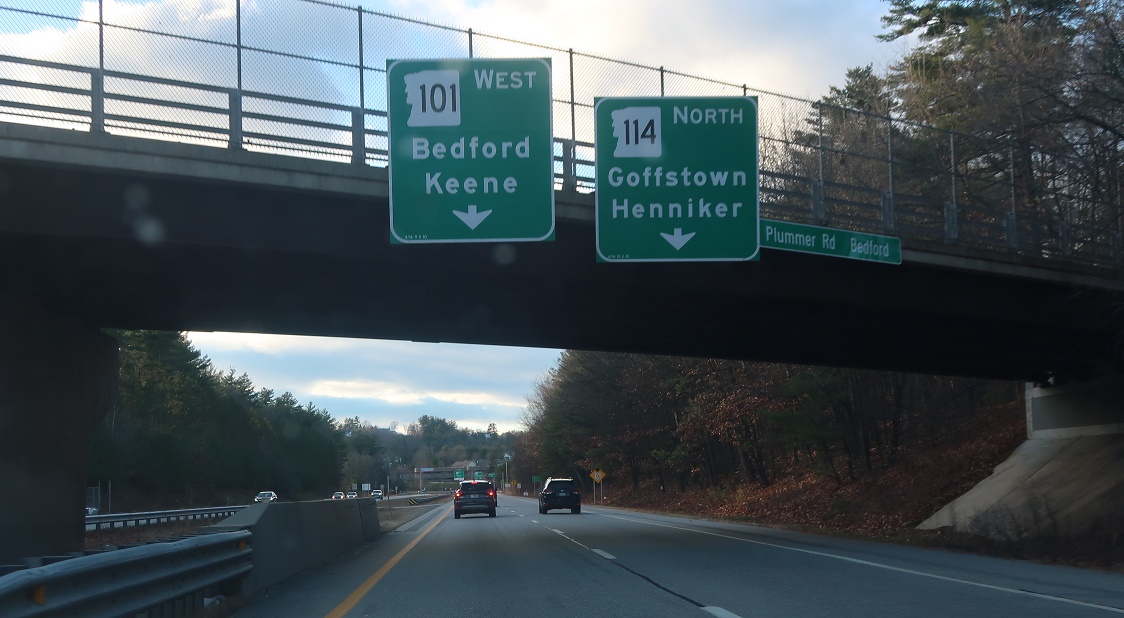 101 WEST
Bedford
Keene
114 NORTH
Goffstown
Henniker
Plummer Rd Bedford